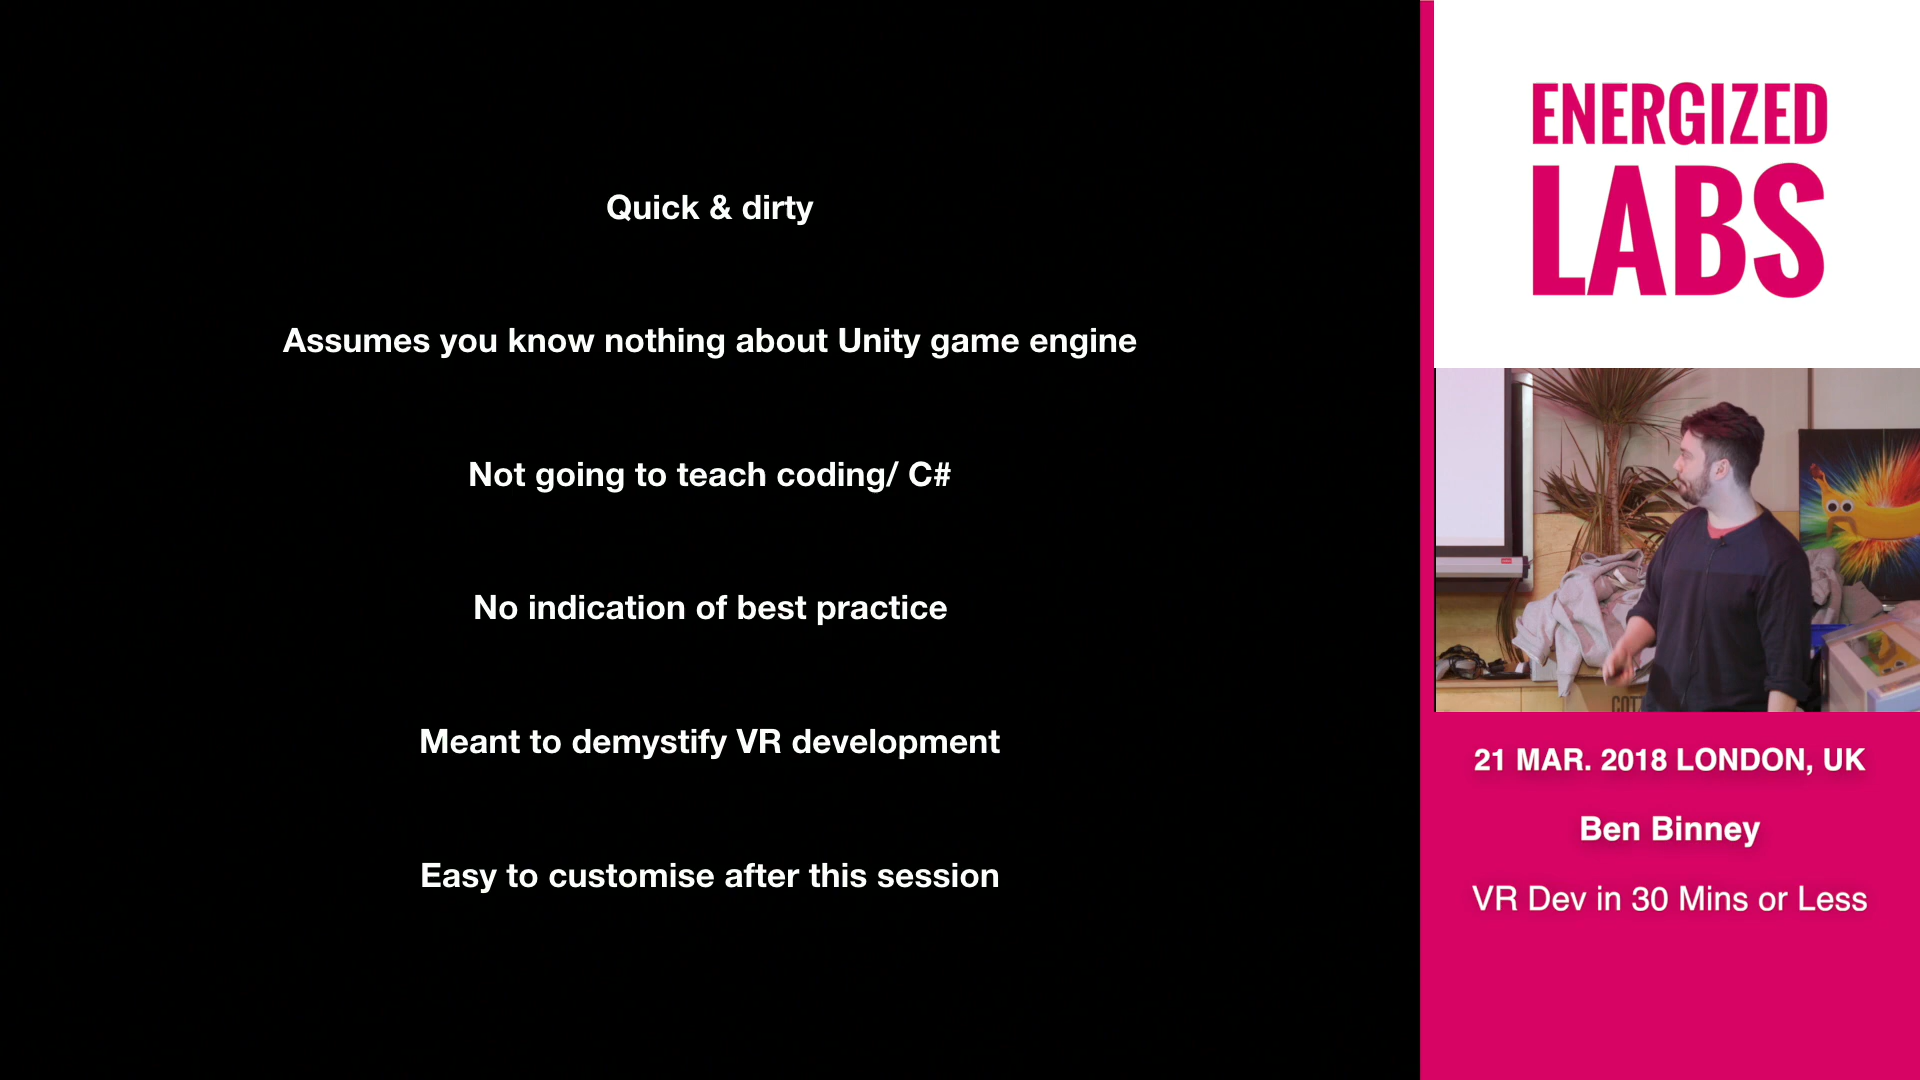 Quick & dirty
Assumes you know nothing about Unity game engine
Not going to teach coding/ C#
No indication of best practice
Meant to demystify VR development
Easy to customise after this session
ENERGIZED
LABS
21 MAR. 2018 LONDON, UK
Ben Binney
VR Dev in 30 Mins or Less